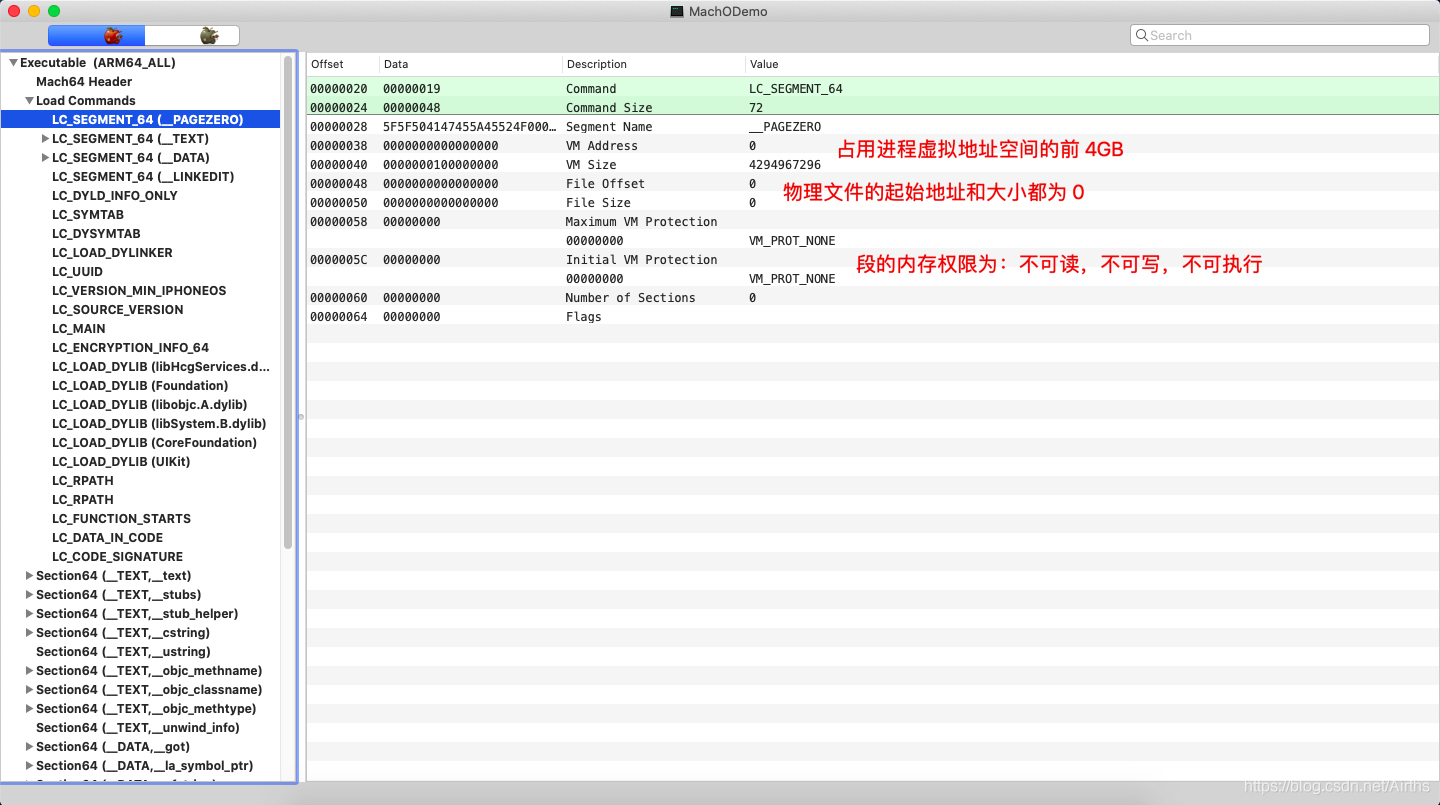 MachODemo
Search
Executable (ARM64_ALL)
Mach64 Header
Load Commands
LC_SEGMENT_64 (__PAGEZERO)
LC_SEGMENT_64 (__TEXT)
LC_SEGMENT_64 (__DATA)
LC_SEGMENT_64 (__LINKEDIT)
LC_DYLD_INFO_ONLY
LC_SYMTAB
LC_DYSYMTAB
LC_LOAD_DYLINKER
LC_UUID
LC_VERSION_MIN_IPHONEOS
LC_SOURCE_VERSION
LC_MAIN
LC_ENCRYPTION_INFO_64
LC_LOAD_DYLIB (libHcgServices.d...
LC_LOAD_DYLIB (Foundation)
LC_LOAD_DYLIB (libobjc.A.dylib)
LC_LOAD_DYLIB (libSystem.B.dylib)
LC_LOAD_DYLIB (CoreFoundation)
LC_LOAD_DYLIB (UIKit)
LC_RPATH
LC_RPATH
LC_FUNCTION_STARTS
LC_DATA_IN_CODE
LC_CODE_SIGNATURE
Section64 (__TEXT,__text)
Section64 (__TEXT,__stubs)
Section64 (__TEXT,__stub_helper)
Section64 (__TEXT,__cstring)
Section64 (__TEXT,__ustring)
Section64 (__TEXT,__objc_methname)
Section64 (__TEXT,__objc_classname)
Section64 (__TEXT,__objc_methtype)
Section64 (__TEXT,__unwind_info)
Section64 (__DATA,__got)
Section64 (__DATA,__la_symbol_ptr)
Offset Data Description Value
00000020 00000019 Command LC_SEGMENT_64
00000024 00000048 Command Size 72
00000028 5F5F504147455A45524F000... Segment Name __PAGEZERO
00000038 0000000000000000 VM Address 0
占用进程虚拟地址空间的前 4GB
00000040 0000000100000000 VM Size 4294967296
00000048 0000000000000000 File Offset 0
物理文件的起始地址和大小都为 0
00000050 0000000000000000 File Size 0
00000058 00000000 Maximum VM Protection
00000000 VM_PROT_NONE
0000005C 00000000 Initial VM Protection
段的内存权限为：不可读，不可写，不可执行
00000000 VM_PROT_NONE
00000060 00000000 Number of Sections 0
00000064 00000000 Flags
https://blog.csdn.net/Airths